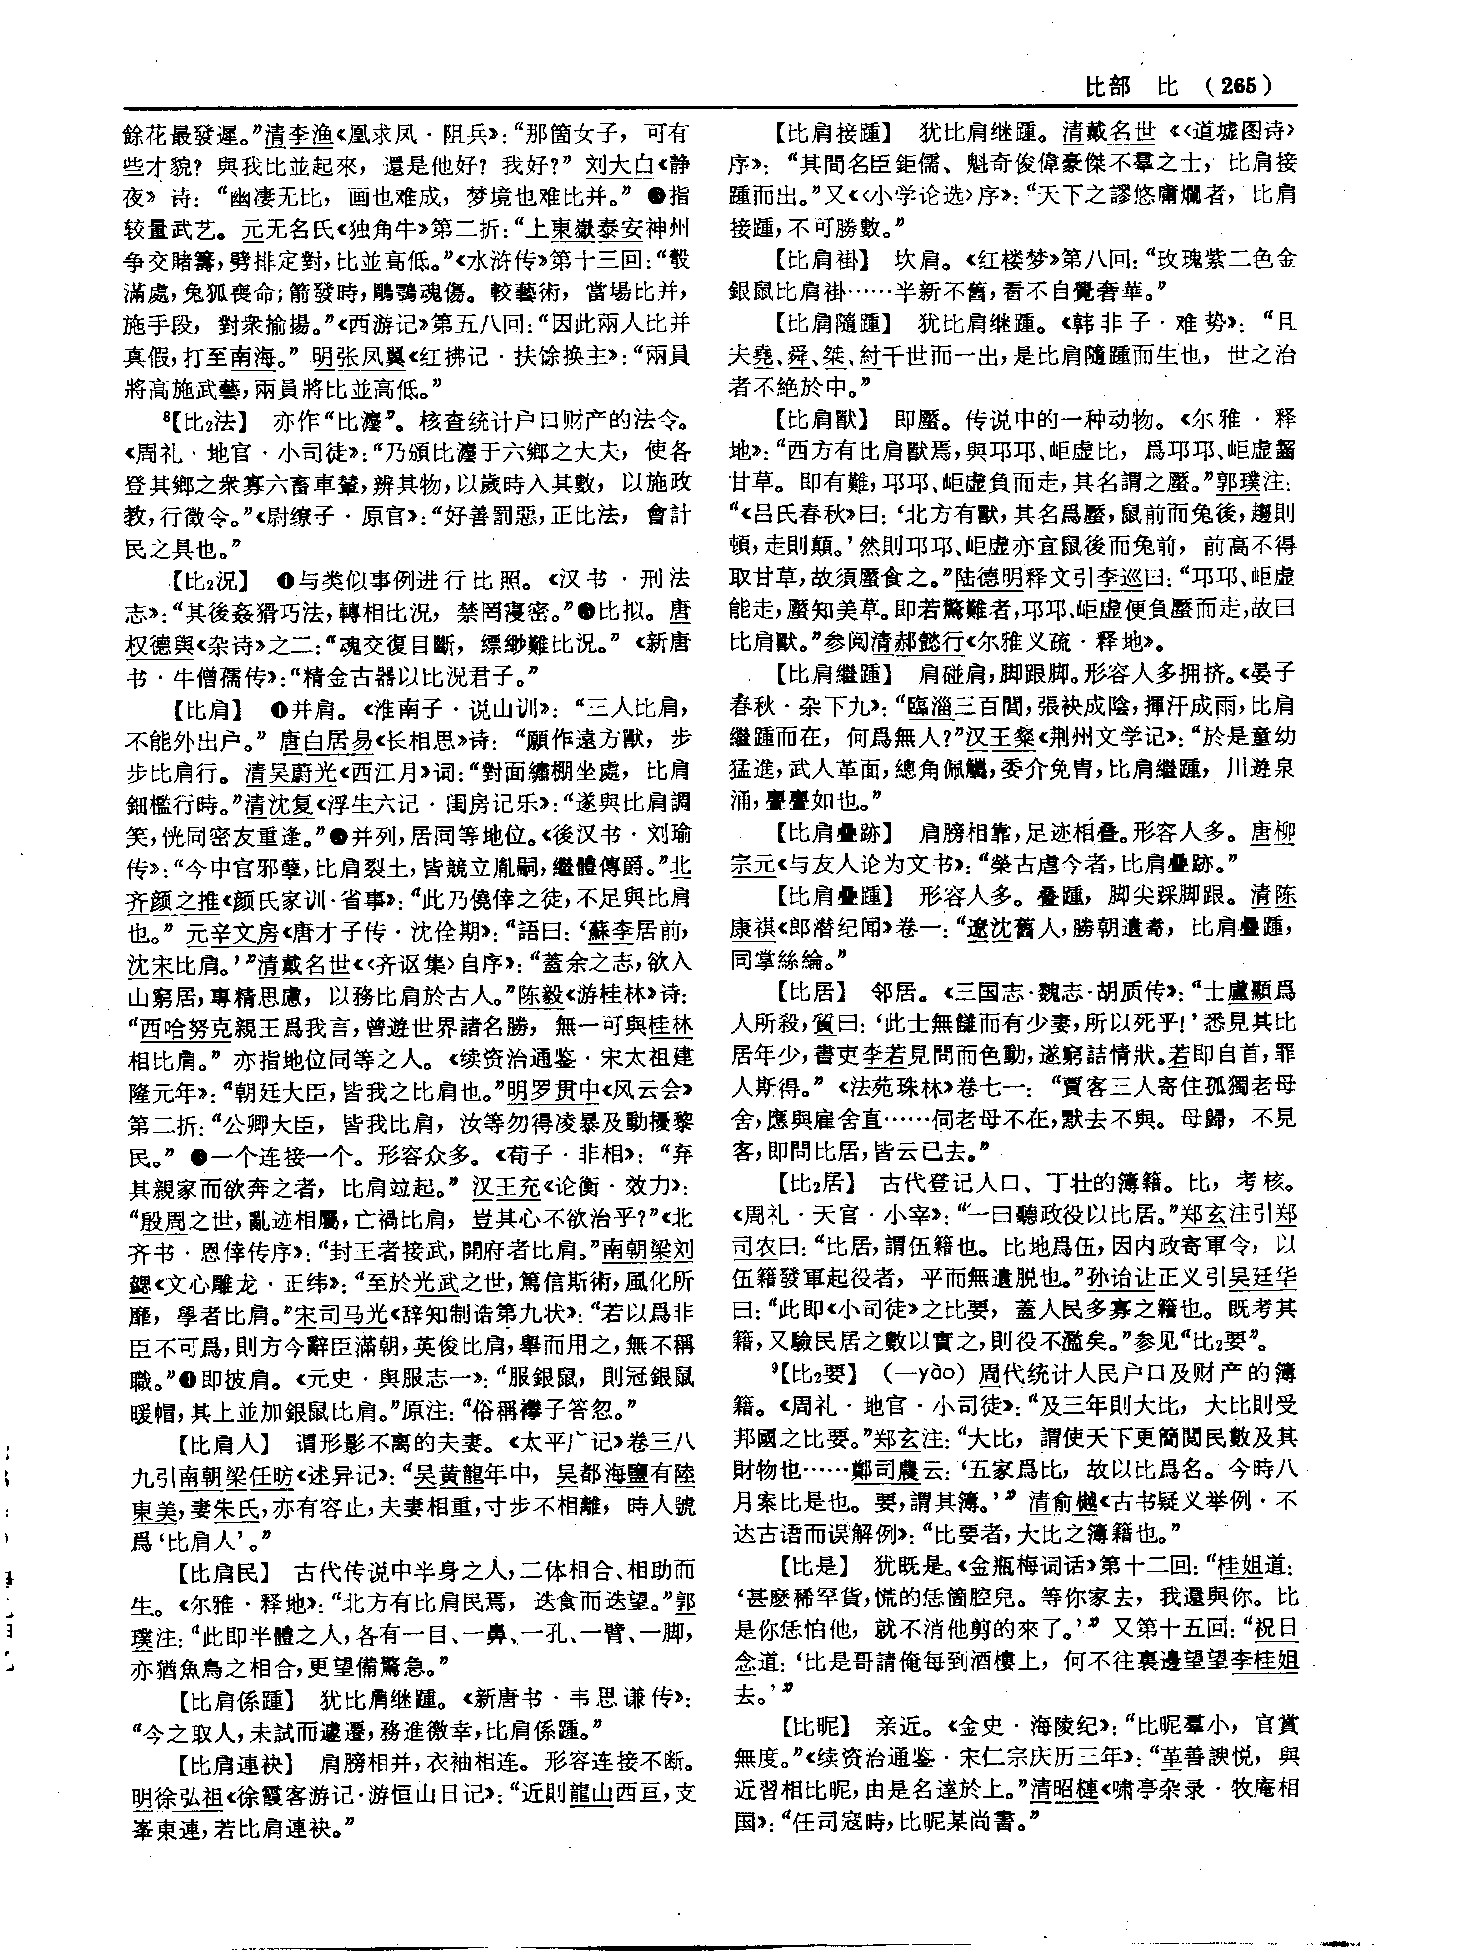 比部　比　（265）
餘花最發遲。”清李渔《凰求凤·阻兵》：“那箇女子，可有
些才貌？與我比並起來，還是他好？我好？”刘大白《静
夜》诗：“幽凄无比，画也难成，梦境也难比并。”❸指
较量武艺。元无名氏《独角牛》第二折：“上東嶽泰安神州
争交賭籌，劈排定對，比並高低。”《水浒传》第十三回：“彀
滿處，兔狐喪命；箭發時，鵰鶚魂傷。較藝術，當場比并，
施手段，對衆揄揚。”《西游记》第五八回：“因此兩人比并
真假，打至南海。”明张凤翼《红拂记·扶馀换主》：“兩員
將高施武藝，兩員將比並高低。”
⁸【比₂法】　亦作“比灋”。核查统计户口财产的法令。
《周礼·地官·小司徒》：“乃頒比灋于六鄉之大夫，使各
登其鄉之衆寡六畜車輦，辨其物，以歲時入其數，以施政
教，行徵令。”《尉缭子·原官》：“好善罰惡，正比法，會計
民之具也。”
【比₂況】　❶与类似事例进行比照。《汉书·刑法
志》：“其後姦猾巧法，轉相比況，禁罔寖密。”❷比拟。唐
权德舆《杂诗》之二：“魂交復目斷，縹緲難比況。”《新唐
书·牛僧孺传》：“精金古器以比況君子。”
【比肩】　❶并肩。《淮南子·说山训》：“三人比肩，
不能外出户。”唐白居易《长相思》诗：“願作遠方獸，步
步比肩行。清吴蔚光《西江月》词：“對面繡棚坐處，比肩
鈿檻行時。”清沈复《浮生六记·闺房记乐》：“遂與比肩調
笑，恍同密友重逢。”❷并列，居同等地位。《後汉书·刘瑜
传》：“今中官邪孽，比肩裂土，皆競立胤嗣，繼體傳爵。”北
齐颜之推《颜氏家训·省事》：“此乃僥倖之徒，不足與比肩
也。”元辛文房《唐才子传·沈佺期》：“語曰：‘蘇李居前，
沈宋比肩。’”清戴名世《〈齐讴集〉自序》：“蓋余之志，欲入
山窮居，專精思慮，以務比肩於古人。”陈毅《游桂林》诗：
“西哈努克親王爲我言，曾遊世界諸名勝，無一可與桂林
相比肩。”亦指地位同等之人。《续资治通鉴·宋太祖建
隆元年》：“朝廷大臣，皆我之比肩也。”明罗贯中《风云会》
第二折：“公卿大臣，皆我比肩，汝等勿得凌暴及動擾黎
民。”❸一个连接一个。形容众多。《荀子·非相》：“弃
其親家而欲奔之者，比肩竝起。”汉王充《论衡·效力》：
“殷周之世，亂迹相屬，亡禍比肩，豈其心不欲治乎？”《北
齐书·恩倖传序》：“封王者接武，開府者比肩。”南朝梁刘
勰《文心雕龙·正纬》：“至於光武之世，篤信斯術，風化所
靡，學者比肩。”宋司马光《辞知制诰第九状》：“若以爲非
臣不可爲，則方今辭臣滿朝，英俊比肩，舉而用之，無不稱
職。”❹即披肩。《元史·舆服志一》：“服銀鼠，則冠銀鼠
暖帽，其上並加銀鼠比肩。”原注：“俗稱襻子答忽。”
【比肩人】　谓形影不离的夫妻。《太平广记》卷三八
九引南朝梁任昉《述异记》：“吴黄龍年中，吴都海鹽有陸
東美，妻朱氏，亦有容止，夫妻相重，寸步不相離，時人號
爲‘比肩人’。”
【比肩民】　古代传说中半身之人，二体相合、相助而
生。《尔雅·释地》：“北方有比肩民焉，迭食而迭望。”郭
璞注：“此即半體之人，各有一目、一鼻、一孔、一臂、一脚，
亦猶魚鳥之相合，更望備驚急。”
【比肩係踵】　犹比肩继踵。《新唐书·韦思谦传》：
“今之取人，未試而遽遷，務進徼幸，比肩係踵。”
【比肩連袂】　肩膀相并，衣袖相连。形容连接不断。
明徐弘祖《徐霞客游记·游恒山日记》：“近則龍山西亘，支
峯東連，若比肩連袂。”
【比肩接踵】　犹比肩继踵。清戴名世《〈道墟图诗〉
序》：“其間名臣鉅儒、魁奇俊偉豪傑不羣之士，比肩接
踵而出。”又《〈小学论选〉序》：“天下之謬悠庸爛者，比肩
接踵，不可勝數。”
【比肩褂】　坎肩。《红楼梦》第八回：“玫瑰紫二色金
銀鼠比肩褂……半新不舊，看不自覺奢華。”
【比肩隨踵】　犹比肩继踵。《韩非子·难势》：“且
夫堯、舜、桀、紂千世而一出，是比肩隨踵而生也，世之治
者不絶於中。”
【比肩獸】　即蟨。传说中的一种动物。《尔雅·释
地》：“西方有比肩獸焉，與邛邛、岠虚比，爲邛邛、岠虚齧
甘草。即有難，邛邛、岠虚負而走，其名謂之蟨。”郭璞注：
“《吕氏春秋》曰：‘北方有獸，其名爲蟨，鼠前而兔後，趨則
頓，走則顛。’然則邛邛、岠虚亦宜鼠後而兔前，前高不得
取甘草，故須蟨食之。”陆德明释文引李巡曰：“邛邛、岠虚
能走，蟨知美草。即若驚難者，邛邛、岠虚便負蟨而走，故曰
比肩獸。”参阅清郝懿行《尔雅义疏·释地》。
【比肩繼踵】　肩碰肩，脚跟脚。形容人多拥挤。《晏子
春秋·杂下九》：“臨淄三百閭，張袂成陰，揮汗成雨，比肩
繼踵而在，何爲無人？”汉王粲《荆州文学记》：“於是童幼
猛進，武人革面，總角佩觿，委介免胄，比肩繼踵，川逝泉
涌，亹亹如也。”
【比肩疊跡】　肩膀相靠，足迹相叠。形容人多。唐柳
宗元《与友人论为文书》：“榮古虐今者，比肩疊跡。”
【比肩疊踵】　形容人多。叠踵，脚尖踩脚跟。清陈
康祺《郎潜纪闻》卷一：“遼沈舊人，勝朝遺耈，比肩疊踵，
同掌絲綸。”
【比居】　邻居。《三国志·魏志·胡质传》：“士盧顯爲
人所殺，質曰：‘此士無讎而有少妻，所以死乎！’悉見其比
居年少，書吏李若見問而色動，遂窮詰情狀。若即自首，罪
人斯得。”《法苑珠林》卷七一：“賈客三人寄住孤獨老母
舍，應與雇舍直……伺老母不在，默去不與。母歸，不見
客，即問比居，皆云已去。”
【比₂居】　古代登记人口、丁壮的簿籍。比，考核。
《周礼·天官·小宰》：“一曰聽政役以比居。”郑玄注引郑
司农曰：“比居，謂伍籍也。比地爲伍，因内政寄軍令，以
伍籍發軍起役者，平而無遺脱也。”孙诒让正义引吴廷华
曰：“此即《小司徒》之比要，蓋人民多寡之籍也。既考其
籍，又驗民居之數以實之，則役不濫矣。”参见“比₂要”。
⁹【比₂要】　（—yāo）周代统计人民户口及财产的簿
籍。《周礼·地官·小司徒》：“及三年則大比，大比則受
邦國之比要。”郑玄注：“大比，謂使天下更簡閲民數及其
財物也……鄭司農云：‘五家爲比，故以比爲名。今時八
月案比是也。要，謂其簿。’”清俞樾《古书疑义举例·不
达古语而误解例》：“比要者，大比之簿籍也。”
【比是】　犹既是。《金瓶梅词话》第十二回：“桂姐道：
‘甚麽稀罕貨，慌的恁箇腔兒。等你家去，我還與你。比
是你恁怕他，就不消他剪的來了。’”又第十五回：“祝日
念道：‘比是哥請俺每到酒樓上，何不往裏邊望望李桂姐
去。’”
【比昵】　亲近。《金史·海陵纪》：“比昵羣小，官賞
無度。”《续资治通鉴·宋仁宗庆历三年》：“革善諛悦，與
近習相比昵，由是名達於上。”清昭梿《啸亭杂录·牧庵相
国》：“任司寇時，比昵某尚書。”